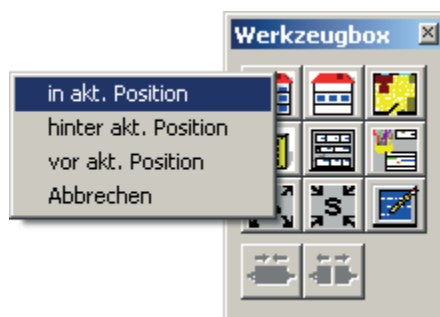 Werkzeugbox
in akt. Position
hinter akt. Position
vor akt. Position
Abbrechen
S